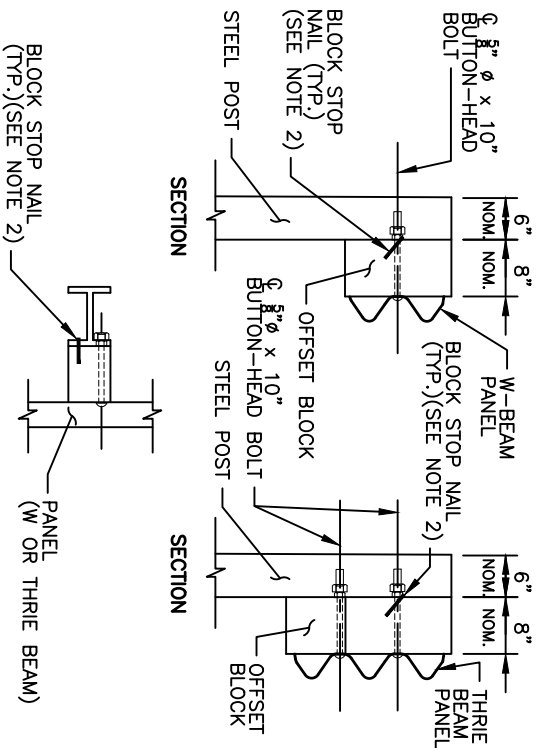 ℄ 5/8" ø x 10"
BUTTON-HEAD
BOLT
BLOCK STOP
NAIL (TYP.)
(SEE NOTE 2)
STEEL POST
6"
NOM.
8"
NOM.
W-BEAM
PANEL
OFFSET BLOCK
SECTION
BLOCK STOP NAIL
(TYP.)(SEE NOTE 2)
℄ 5/8" ø x 10"
BUTTON-HEAD BOLT
STEEL POST
6"
NOM.
8"
NOM.
THRIE
BEAM
PANEL
OFFSET
BLOCK
SECTION
BLOCK STOP NAIL
(TYP.)(SEE NOTE 2)
PANEL
(W OR THRIE BEAM)